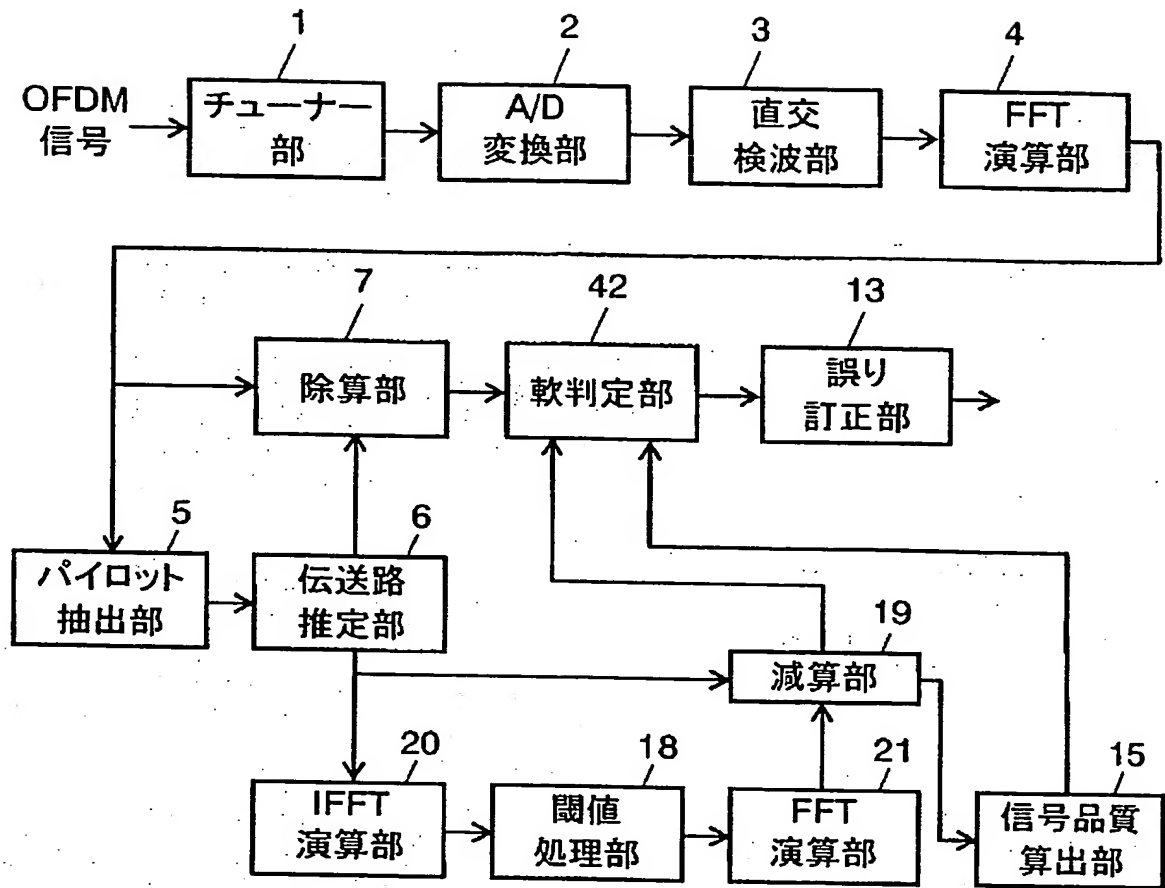 1
2
3
4
OFDM
信号
チューナー
部
A/D
変換部
直交
検波部
FFT
演算部
7
42
13
除算部
軟判定部
誤り
訂正部
5
6
パイロット
抽出部
伝送路
推定部
19
減算部
20
18
21
15
IFFT
演算部
閾値
処理部
FFT
演算部
信号品質
算出部